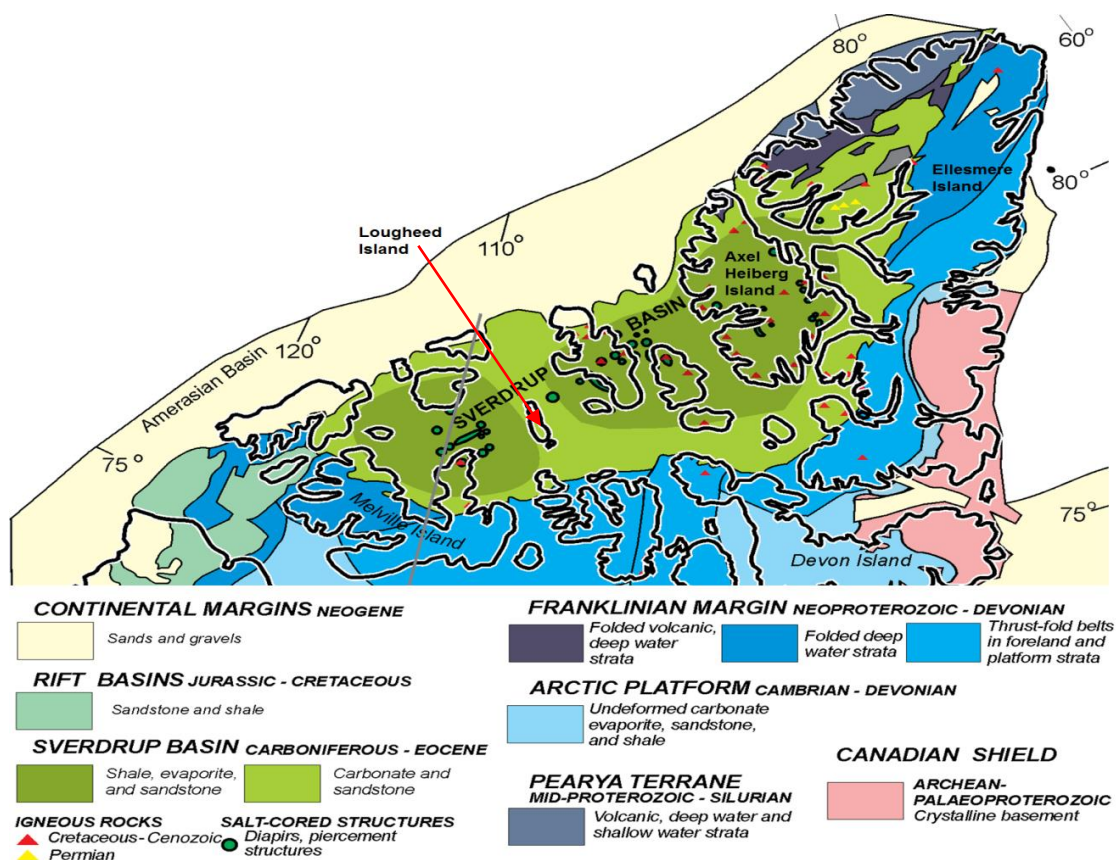 80°
60°
Ellesmere
Island
80°
Lougheed
Island
110°
Axel
Heiberg
Island
BASIN
120°
SVERDRUP
Amerasian Basin
75°
Melville Island
75°
Devon Island
CONTINENTAL MARGINS NEOGENE
Sands and gravels
RIFT BASINS JURASSIC - CRETACEOUS
Sandstone and shale
SVERDRUP BASIN CARBONIFEROUS - EOCENE
Shale, evaporite,
and sandstone
Carbonate and
sandstone
IGNEOUS ROCKS
Cretaceous-Cenozoic
Permian
SALT-CORED STRUCTURES
Diapirs, piercement
structures
FRANKLINIAN MARGIN NEOPROTEROZOIC - DEVONIAN
Folded volcanic,
deep water
strata
Folded deep
water strata
Thrust-fold belts
in foreland and
platform strata
ARCTIC PLATFORM CAMBRIAN - DEVONIAN
Undeformed carbonate
evaporite, sandstone,
and shale
PEARYA TERRANE
MID-PROTEROZOIC - SILURIAN
Volcanic, deep water and
shallow water strata
CANADIAN SHIELD
ARCHEAN-
PALAEOPROTEROZOIC
Crystalline basement